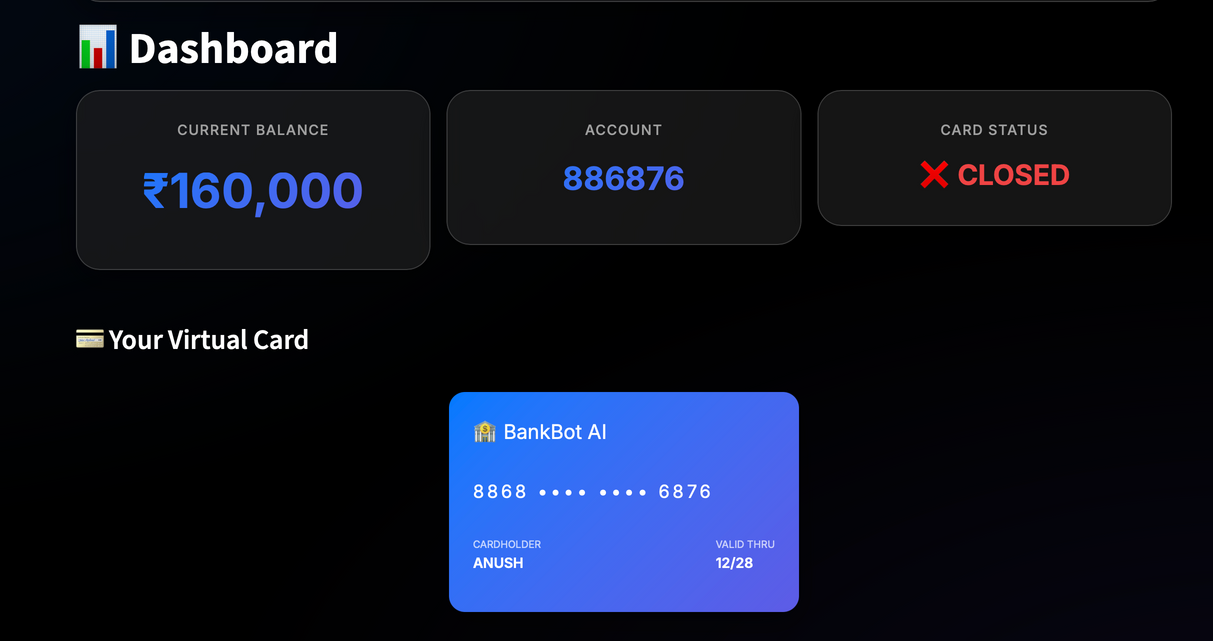 📊 Dashboard
CURRENT BALANCE
₹160,000
ACCOUNT
886876
CARD STATUS
❌ CLOSED
💳 Your Virtual Card
🏦 BankBot AI
8868 •••• •••• 6876
CARDHOLDER
ANUSH
VALID THRU
12/28